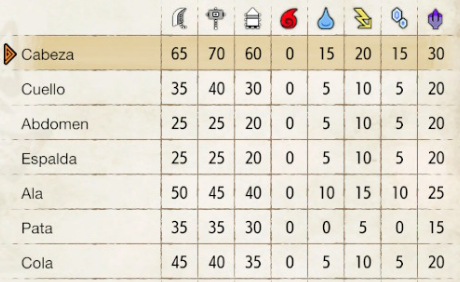 Cabeza 65 70 60 0 15 20 15 30
Cuello 35 40 30 0 5 10 5 20
Abdomen 25 25 20 0 5 10 5 20
Espalda 25 25 20 0 5 10 5 20
Ala 50 45 40 0 10 15 10 25
Pata 35 35 30 0 0 5 0 15
Cola 45 40 35 0 5 10 5 20